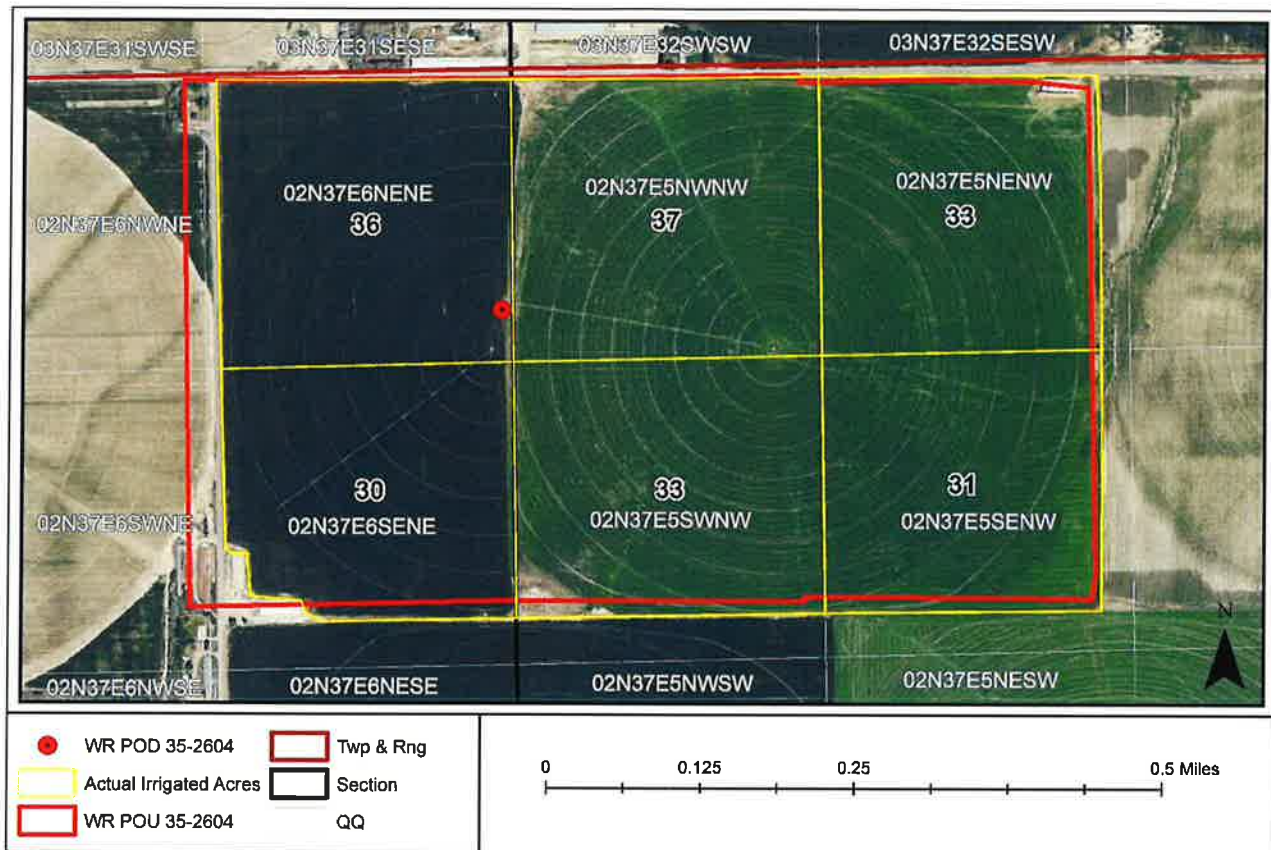 03N37E31SWSE 03N37E31SESE 03N37E32SWSW 03N37E32SESW
02N37E6NWNE 02N37E6NENE 02N37E5NWNW 02N37E5NENW
36 37 33
30 33 31
02N37E6SWNE 02N37E6SENE 02N37E5SWNW 02N37E5SENW
N
02N37E6NWSE 02N37E6NESE 02N37E5NWSW 02N37E5NESW
WR POD 35-2604 Twp & Rng
Actual Irrigated Acres Section
WR POU 35-2604 QQ
0 0.125 0.25 0.5 Miles